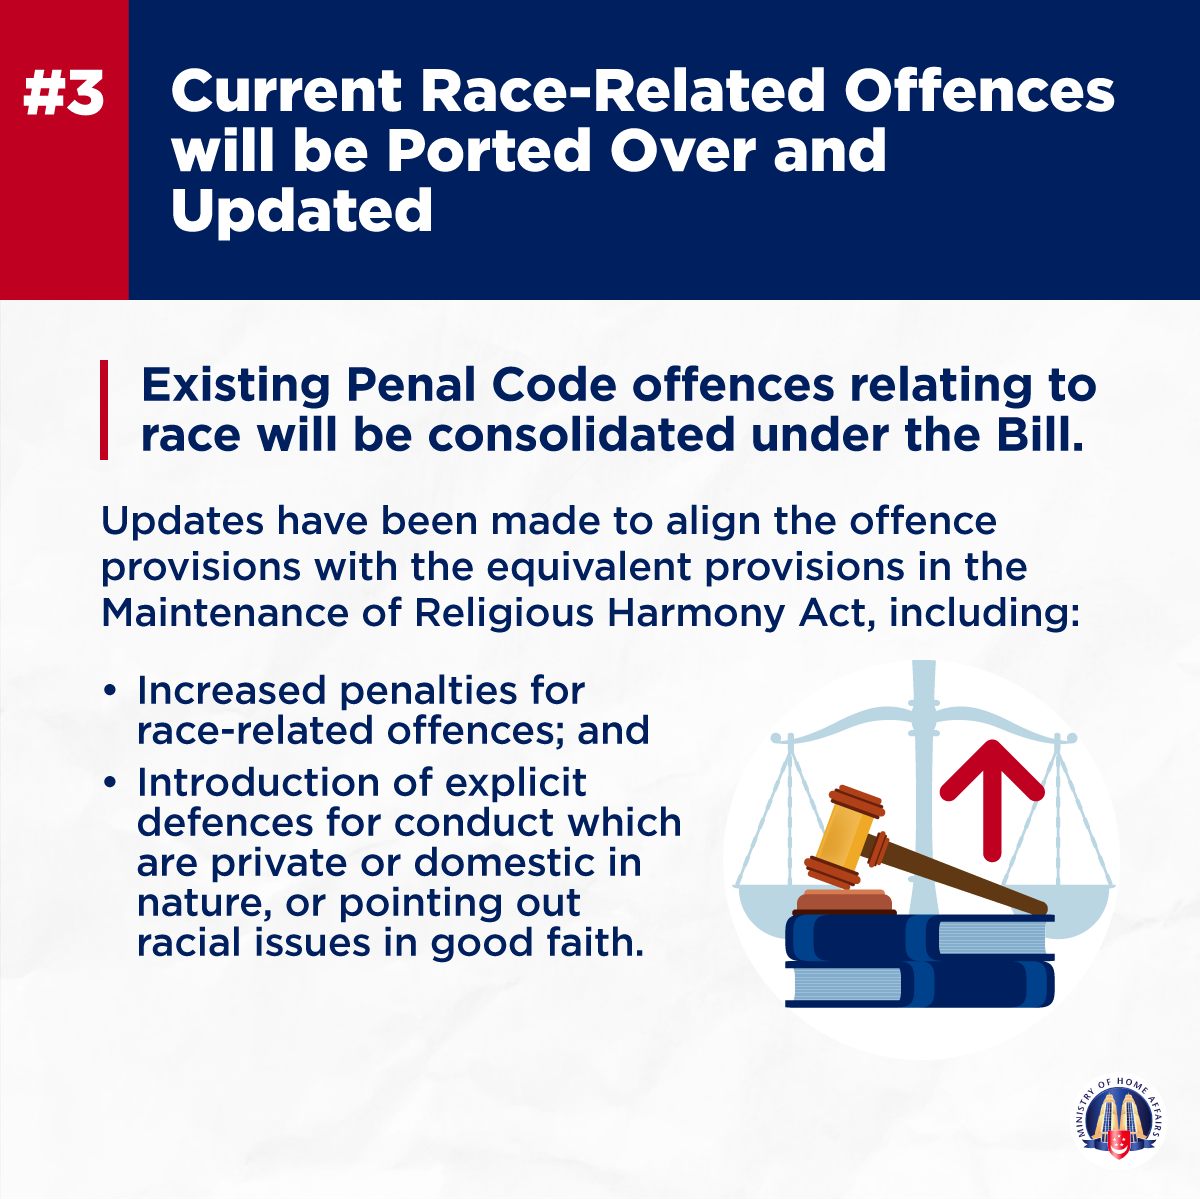 #3
Current Race-Related Offences
will be Ported Over and
Updated
Existing Penal Code offences relating to
race will be consolidated under the Bill.
Updates have been made to align the offence
provisions with the equivalent provisions in the
Maintenance of Religious Harmony Act, including:
• Increased penalties for
race-related offences; and
• Introduction of explicit
defences for conduct which
are private or domestic in
nature, or pointing out
racial issues in good faith.
MINISTRY OF HOME AFFAIRS